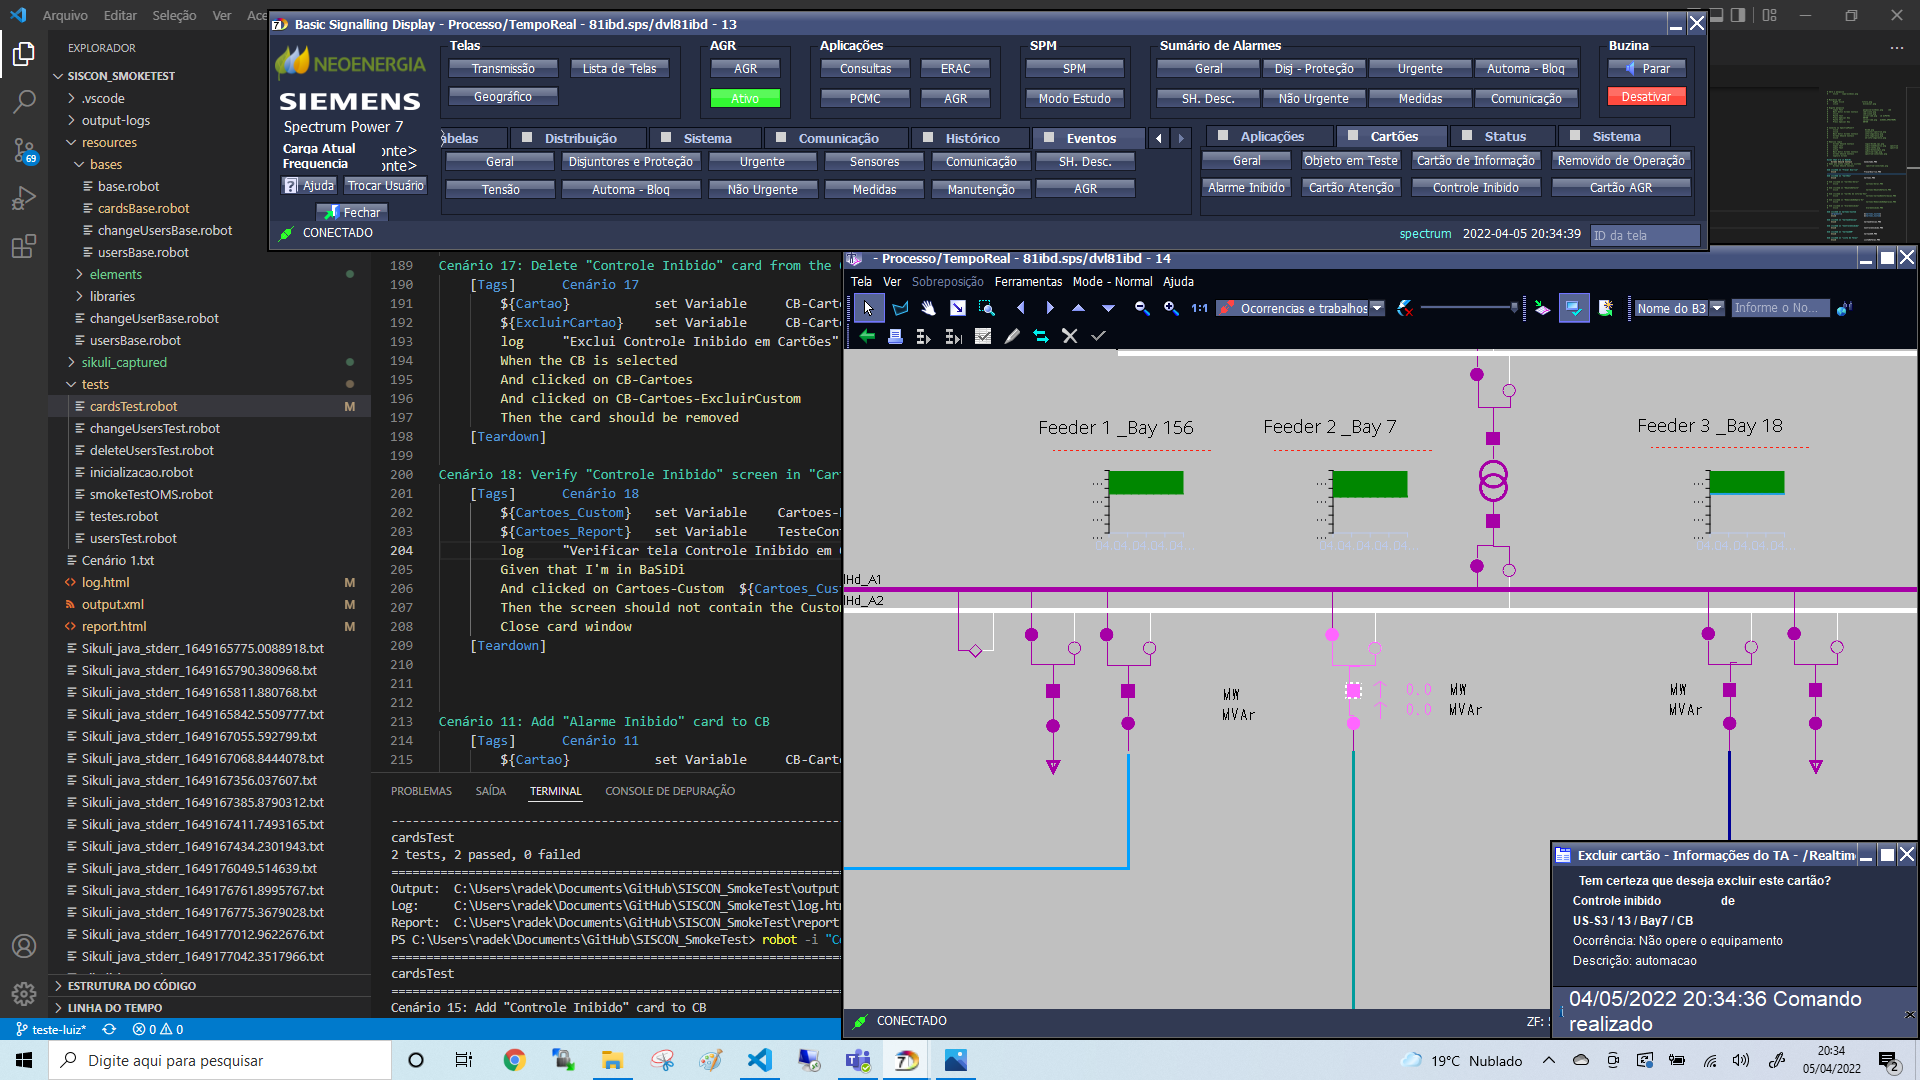 Arquivo
Editar
Seleção
Ver
Basic Signalling Display - Processo/TempoReal - 81ibd.sps/dvl81ibd - 13
NEOENERGIA
SIEMENS
Spectrum Power 7
Carga Atual
Frequencia
onte>
onte>
Ajuda
Trocar Usuário
Fechar
CONECTADO
Telas
Transmissão
Lista de Telas
Geográfico
AGR
AGR
Ativo
Aplicações
Consultas
ERAC
PCMC
AGR
SPM
SPM
Modo Estudo
Sumário de Alarmes
Geral
Disj - Proteção
Urgente
Automa - Bloq
SH. Desc.
Não Urgente
Medidas
Comunicação
Buzina
Parar
Desativar
Distribuição
Sistema
Comunicação
Histórico
Eventos
Geral
Disjuntores e Proteção
Urgente
Sensores
Comunicação
SH. Desc.
Tensão
Automa - Bloq
Não Urgente
Medidas
Manutenção
AGR
Aplicações
Cartões
Status
Sistema
Geral
Objeto em Teste
Cartão de Informação
Removido de Operação
Alarme Inibido
Cartão Atenção
Controle Inibido
Cartão AGR
spectrum
2022-04-05 20:34:39
ID da tela
EXPLORADOR
SISCON_SMOKETEST
.vscode
output-logs
resources
bases
base.robot
cardsBase.robot
changeUsersBase.robot
usersBase.robot
elements
libraries
changeUserBase.robot
usersBase.robot
sikuli_captured
tests
cardsTest.robot M
changeUsersTest.robot
deleteUsersTest.robot
inicializacao.robot
smokeTestOMS.robot
testes.robot
usersTest.robot
Cenário 1.txt
log.html M
output.xml M
report.html M
Sikuli_java_stderr_1649165775.0088918.txt
Sikuli_java_stderr_1649165790.380968.txt
Sikuli_java_stderr_1649165811.880768.txt
Sikuli_java_stderr_1649165842.5509777.txt
Sikuli_java_stderr_1649167055.592799.txt
Sikuli_java_stderr_1649167068.8444078.txt
Sikuli_java_stderr_1649167356.037607.txt
Sikuli_java_stderr_1649167385.8790312.txt
Sikuli_java_stderr_1649167411.7493165.txt
Sikuli_java_stderr_1649167434.2301943.txt
Sikuli_java_stderr_1649176049.514639.txt
Sikuli_java_stderr_1649176761.8995767.txt
Sikuli_java_stderr_1649176775.3679028.txt
Sikuli_java_stderr_1649177012.9622676.txt
Sikuli_java_stderr_1649177042.3517966.txt
ESTRUTURA DO CÓDIGO
LINHA DO TEMPO
69
189 Cenário 17: Delete "Controle Inibido" card from the
190 [Tags] Cenário 17
191 ${Cartao} set Variable CB-Carto
192 ${ExcluirCartao} set Variable CB-Carto
193 log "Exclui Controle Inibido em Cartões"
194 When the CB is selected
195 And clicked on CB-Cartoes
196 And clicked on CB-Cartoes-ExcluirCustom
197 Then the card should be removed
198 [Teardown]
199
200 Cenário 18: Verify "Controle Inibido" screen in "Car
201 [Tags] Cenário 18
202 ${Cartoes_Custom} set Variable Cartoes-
203 ${Cartoes_Report} set Variable TesteCon
204 log "Verificar tela Controle Inibido em
205 Given that I'm in BaSiDi
206 And clicked on Cartoes-Custom ${Cartoes_Cus
207 Then the screen should not contain the Custo
208 Close card window
209 [Teardown]
210
211
212
213 Cenário 11: Add "Alarme Inibido" card to CB
214 [Tags] Cenário 11
215 ${Cartao} set Variable CB-Carto
PROBLEMAS
SAÍDA
TERMINAL
CONSOLE DE DEPURAÇÃO
cardsTest
2 tests, 2 passed, 0 failed
Output: C:\Users\radek\Documents\GitHub\SISCON_SmokeTest\output
Log: C:\Users\radek\Documents\GitHub\SISCON_SmokeTest\log.ht
Report: C:\Users\radek\Documents\GitHub\SISCON_SmokeTest\report
PS C:\Users\radek\Documents\GitHub\SISCON_SmokeTest> robot -i "C
cardsTest
Cenário 15: Add "Controle Inibido" card to CB
- Processo/TempoReal - 81ibd.sps/dvl81ibd - 14
Tela
Ver
Sobreposição
Ferramentas
Mode - Normal
Ajuda
1:1
Ocorrencias e trabalhos
Nome do B3
Informe o No...
Feeder 1 _Bay 156
Feeder 2 _Bay 7
Feeder 3 _Bay 18
lHd_A1
lHd_A2
MW
MVAr
0.0 MW
0.0 MVAr
MW
MVAr
CONECTADO
ZF:
Excluir cartão - Informações do TA - /Realtim
Tem certeza que deseja excluir este cartão?
Controle inibido de
US-S3 / 13 / Bay7 / CB
Ocorrência: Não opere o equipamento
Descrição: automacao
04/05/2022 20:34:36 Comando
realizado
teste-luiz*
0 0
Digite aqui para pesquisar
19°C Nublado
20:34
05/04/2022
2